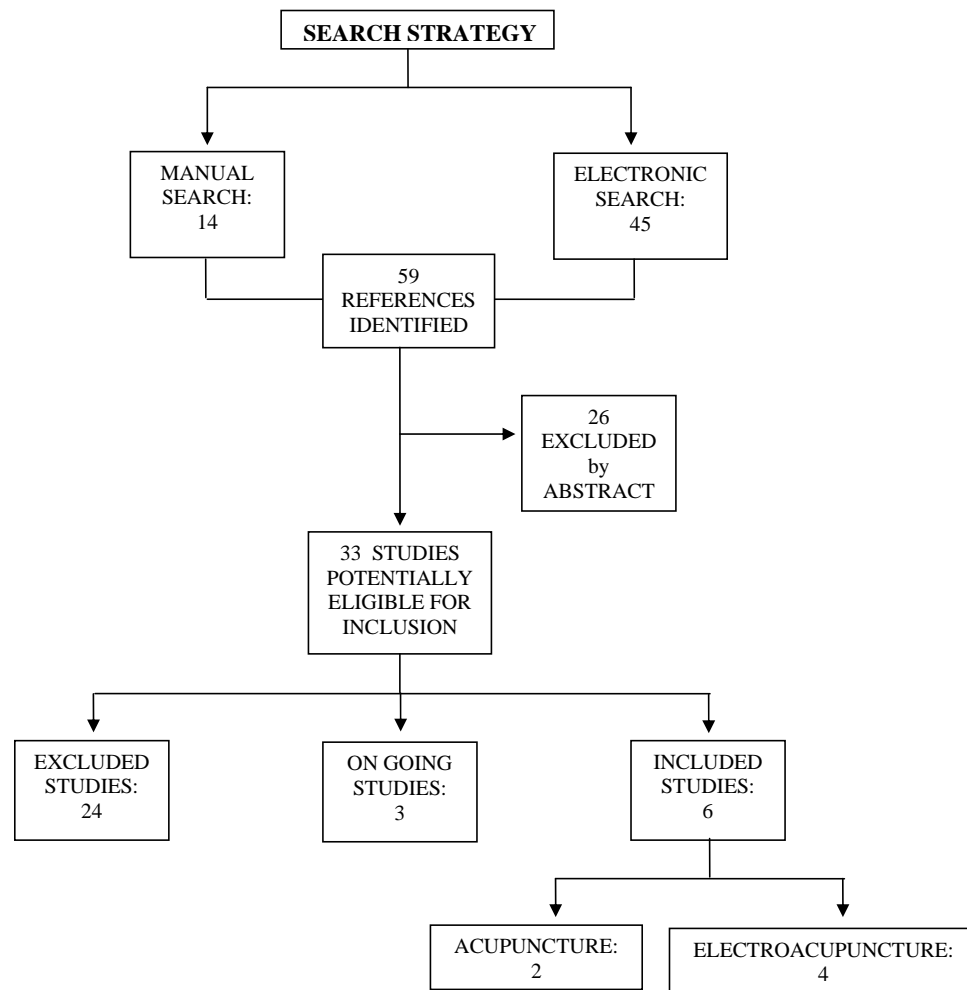 SEARCH STRATEGY
MANUAL
SEARCH:
14
ELECTRONIC
SEARCH:
45
59
REFERENCES
IDENTIFIED
26
EXCLUDED
by
ABSTRACT
33 STUDIES
POTENTIALLY
ELIGIBLE FOR
INCLUSION
EXCLUDED
STUDIES:
24
ON GOING
STUDIES:
3
INCLUDED
STUDIES:
6
ACUPUNCTURE:
2
ELECTROACUPUNCTURE:
4